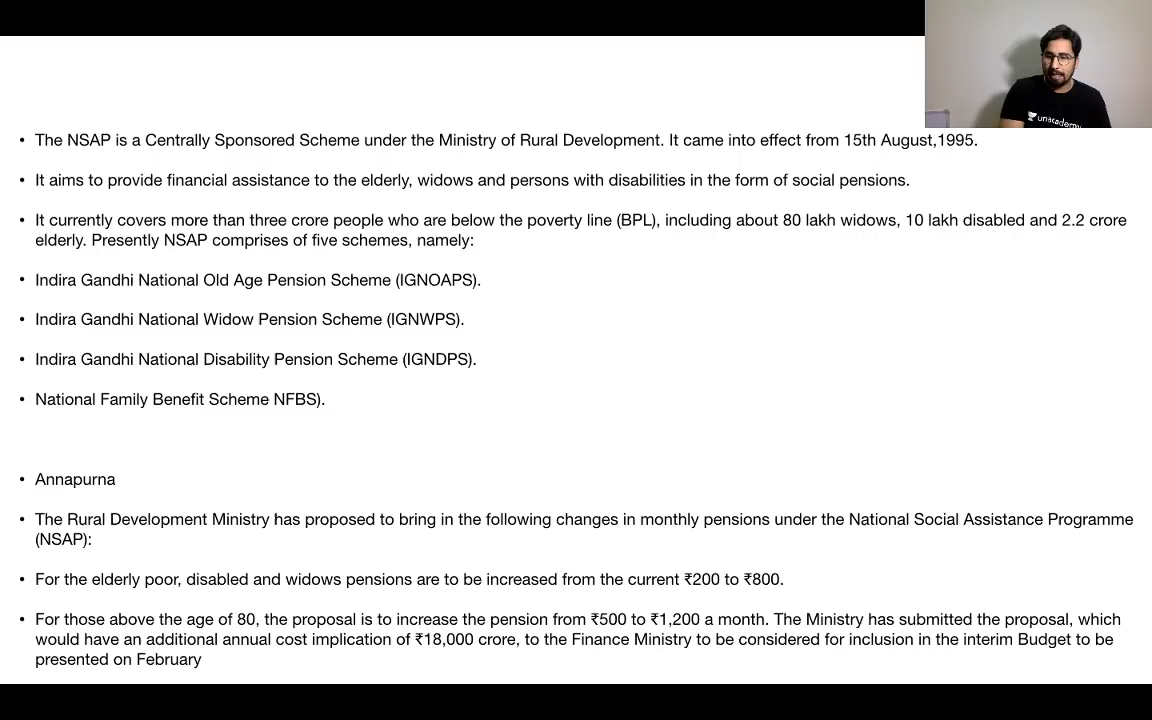 unacademy
• The NSAP is a Centrally Sponsored Scheme under the Ministry of Rural Development. It came into effect from 15th August,1995.
• It aims to provide financial assistance to the elderly, widows and persons with disabilities in the form of social pensions.
• It currently covers more than three crore people who are below the poverty line (BPL), including about 80 lakh widows, 10 lakh disabled and 2.2 crore
elderly. Presently NSAP comprises of five schemes, namely:
• Indira Gandhi National Old Age Pension Scheme (IGNOAPS).
• Indira Gandhi National Widow Pension Scheme (IGNWPS).
• Indira Gandhi National Disability Pension Scheme (IGNDPS).
• National Family Benefit Scheme NFBS).
• Annapurna
• The Rural Development Ministry has proposed to bring in the following changes in monthly pensions under the National Social Assistance Programme
(NSAP):
• For the elderly poor, disabled and widows pensions are to be increased from the current ₹200 to ₹800.
• For those above the age of 80, the proposal is to increase the pension from ₹500 to ₹1,200 a month. The Ministry has submitted the proposal, which
would have an additional annual cost implication of ₹18,000 crore, to the Finance Ministry to be considered for inclusion in the interim Budget to be
presented on February